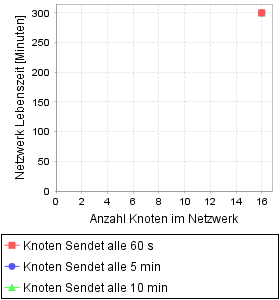 Netzwerk Lebenszeit [Minuten]
300
250
200
150
100
50
0
0 2 4 6 8 10 12 14 16
Anzahl Knoten im Netzwerk
Knoten Sendet alle 60 s
Knoten Sendet alle 5 min
Knoten Sendet alle 10 min